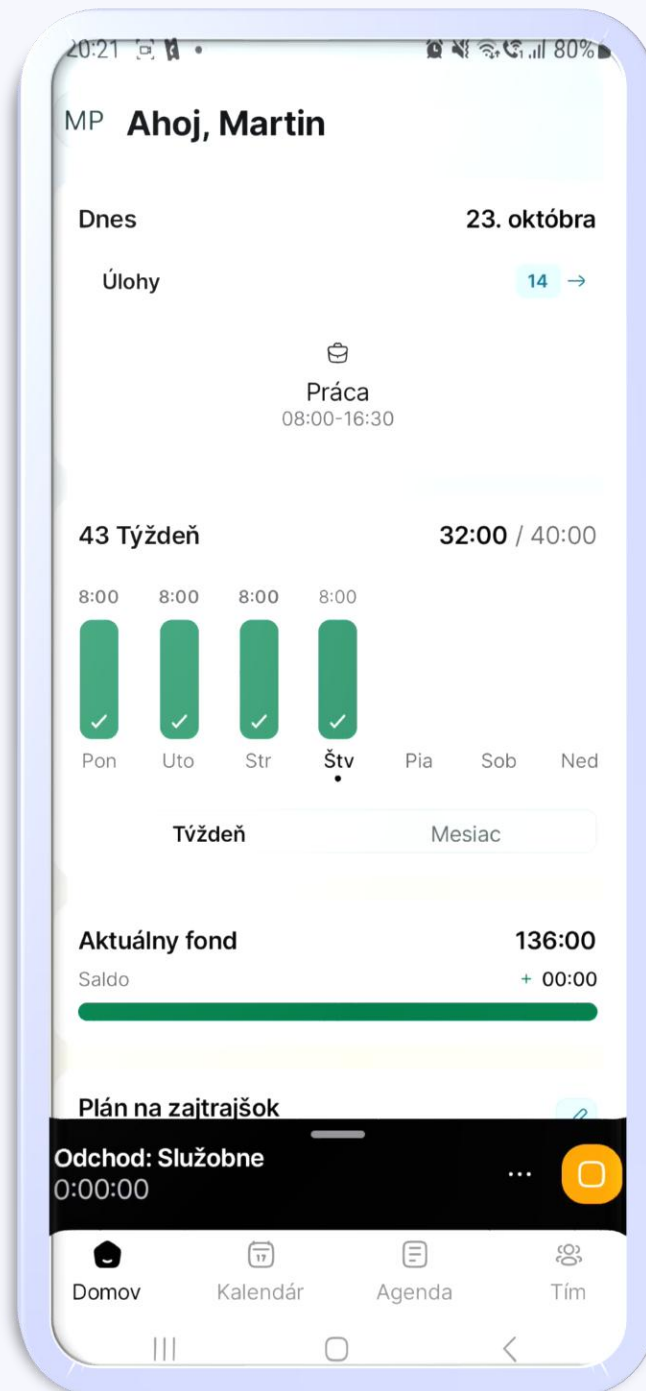 20:21 80%
MP Ahoj, Martin
Dnes 23. októbra
Úlohy 14 →
Práca
08:00-16:30
43 Týždeň 32:00 / 40:00
8:00 8:00 8:00 8:00
Pon Uto Str Štv Pia Sob Ned
Týždeň Mesiac
Aktuálny fond 136:00
Saldo + 00:00
Plán na zajtrajšok
Odchod: Služobne
0:00:00 ...
17
Domov Kalendár Agenda Tím